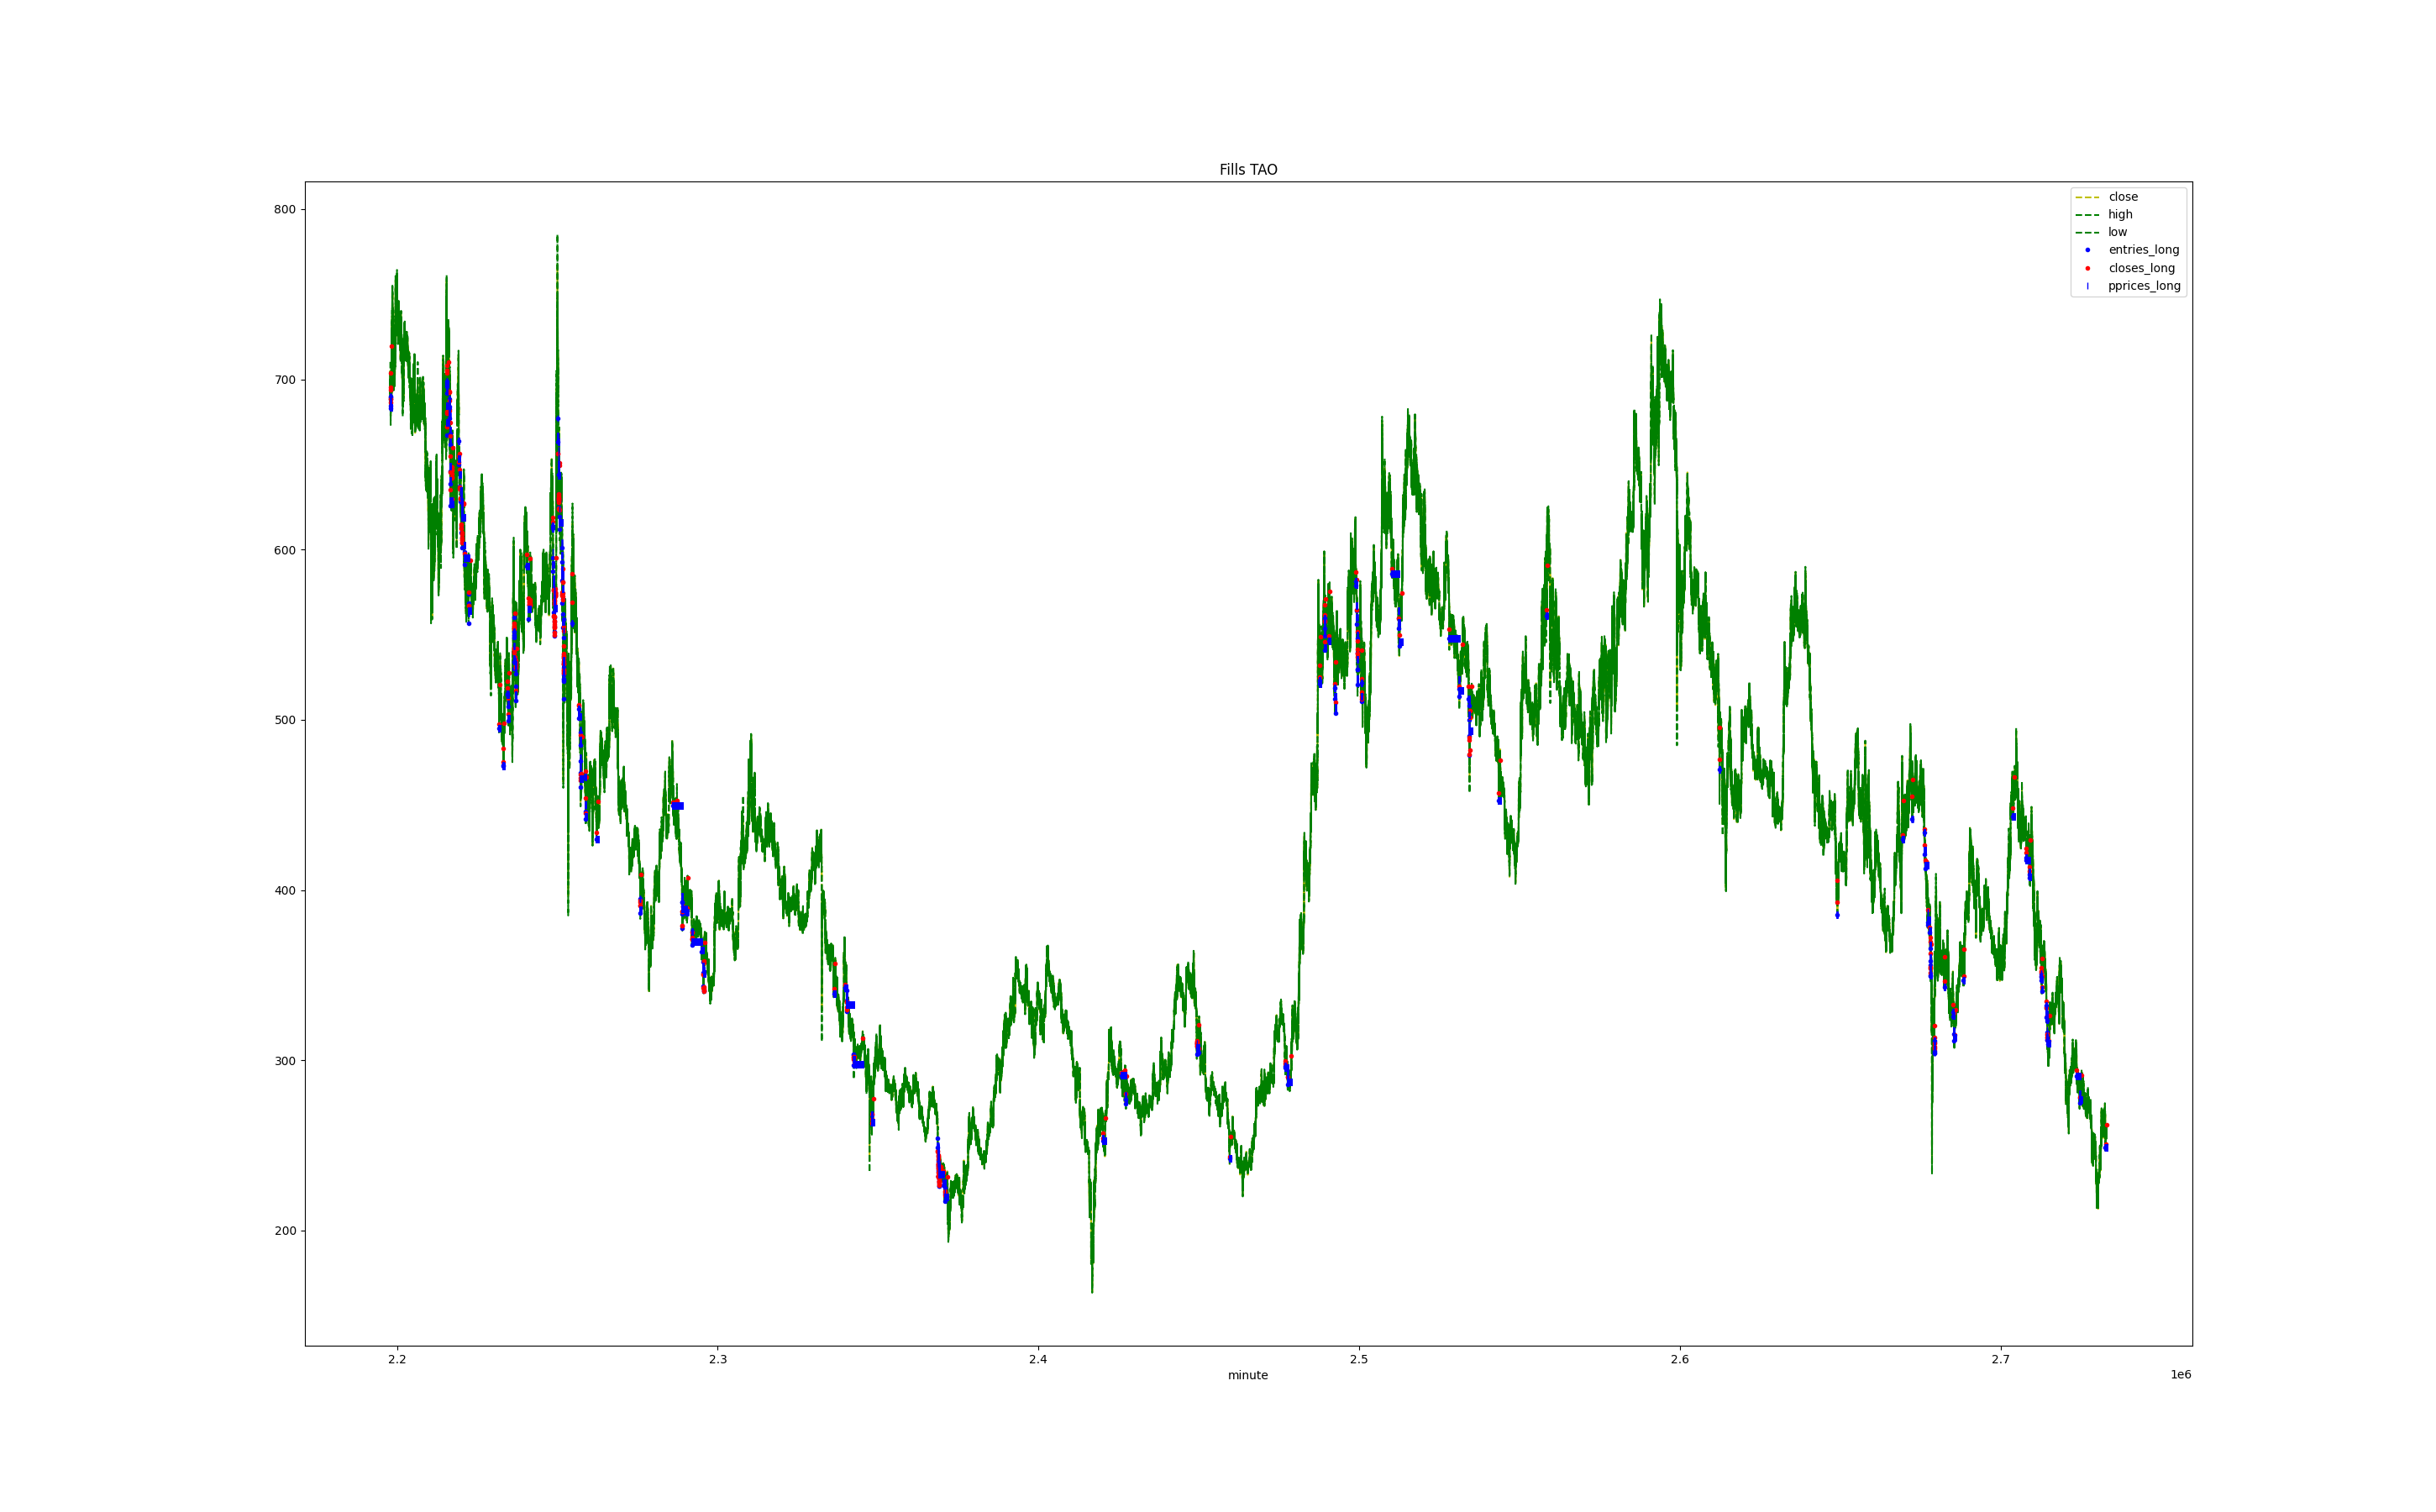 Fills TAO
close
high
low
entries_long
closes_long
pprices_long
800
700
600
500
400
300
200
2.2
2.3
2.4
2.5
2.6
2.7
minute
1e6